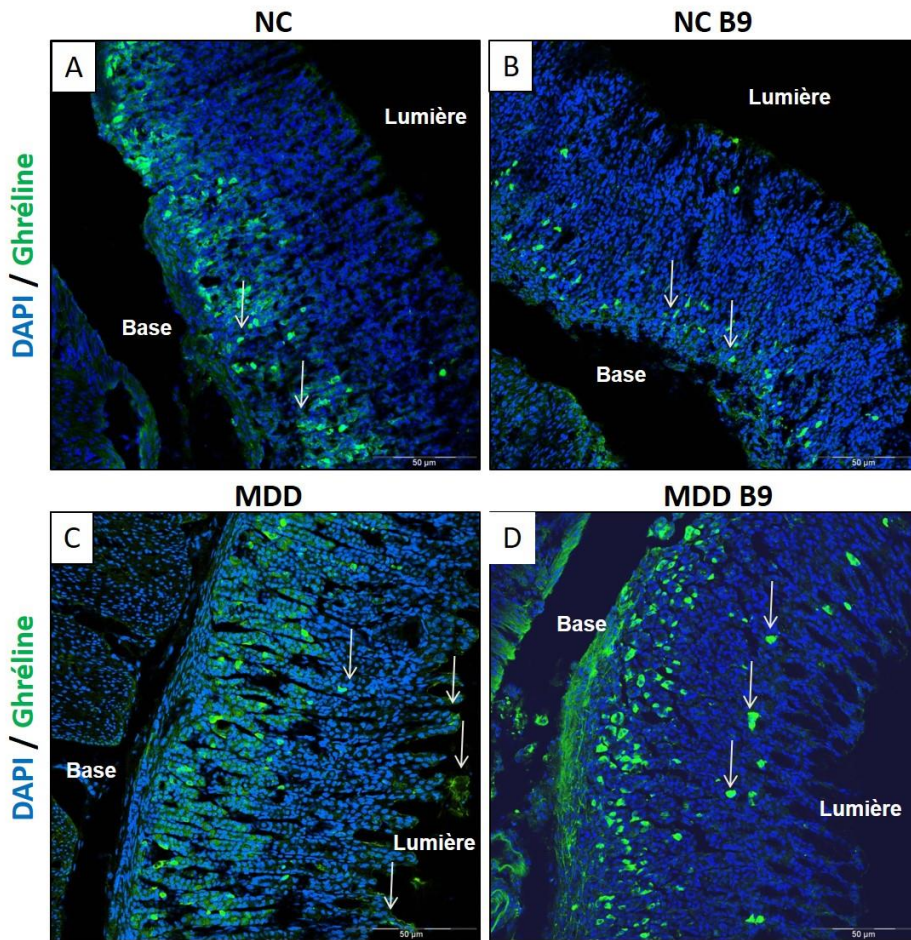 NC
NC B9
A
Lumière
Base
50 µm
B
Lumière
Base
50 µm
DAPI / Ghréline
MDD
MDD B9
C
Base
Lumière
50 µm
D
Base
Lumière
50 µm
DAPI / Ghréline